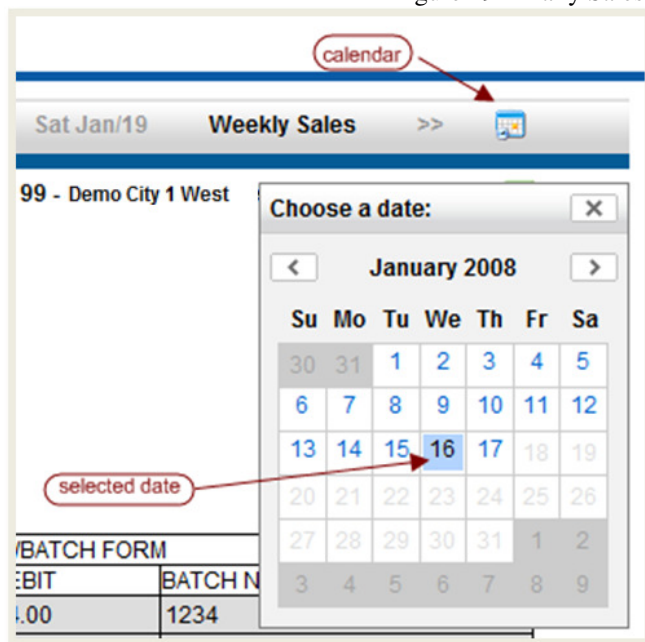 calendar
Sat Jan/19 Weekly Sales >>
99 - Demo City 1 West
Choose a date:
January 2008
Su Mo Tu We Th Fr Sa
30 31 1 2 3 4 5
6 7 8 9 10 11 12
13 14 15 16 17 18 19
selected date
20 21 22 23 24 25 26
27 28 29 30 31 1 2
3 4 5 6 7 8 9
/BATCH FORM
EBIT BATCH N
.00 1234